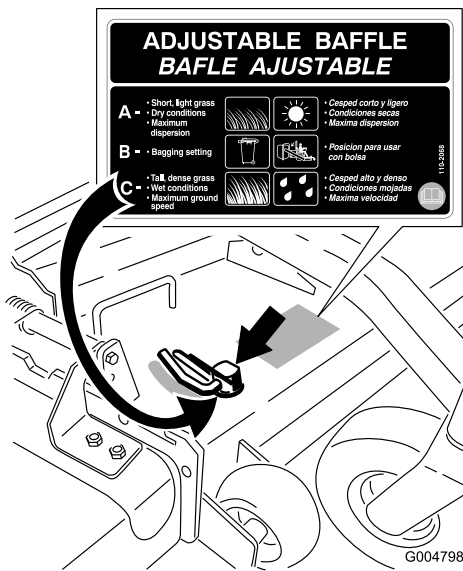 ADJUSTABLE BAFFLE
BAFLE AJUSTABLE
A -
• Short, light grass
• Dry conditions
• Maximum
dispersion
• Cesped corto y ligero
• Condiciones secas
• Maxima dispersion
B -
• Bagging setting
• Posicion para usar
con bolsa
C -
• Tall, dense grass
• Wet conditions
• Maximum ground
speed
• Cesped alto y denso
• Condiciones mojadas
• Maxima velocidad
110-2068
G004798